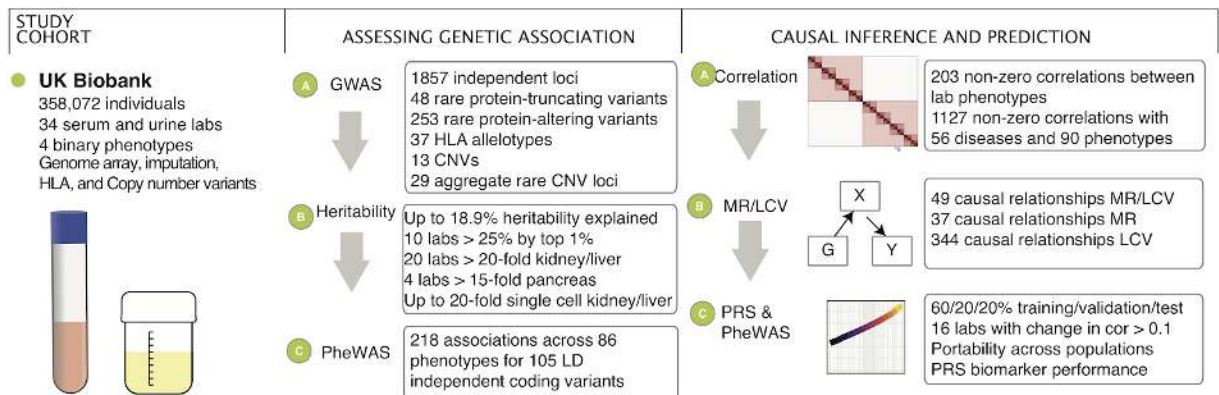 STUDY
COHORT
UK Biobank
358,072 individuals
34 serum and urine labs
4 binary phenotypes
Genome array, imputation,
HLA, and Copy number variants
ASSESSING GENETIC ASSOCIATION
A GWAS
1857 independent loci
48 rare protein-truncating variants
253 rare protein-altering variants
37 HLA allelotypes
13 CNVs
29 aggregate rare CNV loci
B Heritability
Up to 18.9% heritability explained
10 labs > 25% by top 1%
20 labs > 20-fold kidney/liver
4 labs > 15-fold pancreas
Up to 20-fold single cell kidney/liver
C PheWAS
218 associations across 86
phenotypes for 105 LD
independent coding variants
CAUSAL INFERENCE AND PREDICTION
A Correlation
203 non-zero correlations between
lab phenotypes
1127 non-zero correlations with
56 diseases and 90 phenotypes
B MR/LCV
X
G Y
49 causal relationships MR/LCV
37 causal relationships MR
344 causal relationships LCV
C PRS &
PheWAS
60/20/20% training/validation/test
16 labs with change in cor > 0.1
Portability across populations
PRS biomarker performance